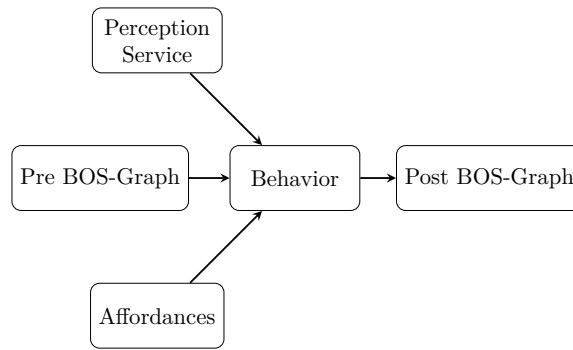 Perception
Service
Pre BOS-Graph
Behavior
Post BOS-Graph
Affordances